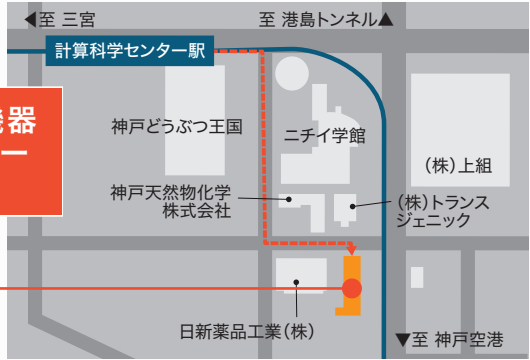 ◀至 三宮
至 港島トンネル▲
計算科学センター駅
機器
ー
神戸どうぶつ王国
ニチイ学館
(株)上組
神戸天然物化学
株式会社
(株)トランス
ジェニック
日新薬品工業(株)
▼至 神戸空港